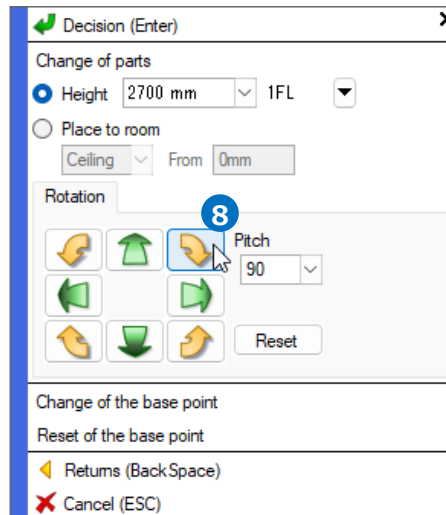 Decision (Enter)
Change of parts
Height 2700 mm 1FL
Place to room
Ceiling From 0mm
Rotation
8
Pitch
90
Reset
Change of the base point
Reset of the base point
Returns (BackSpace)
Cancel (ESC)